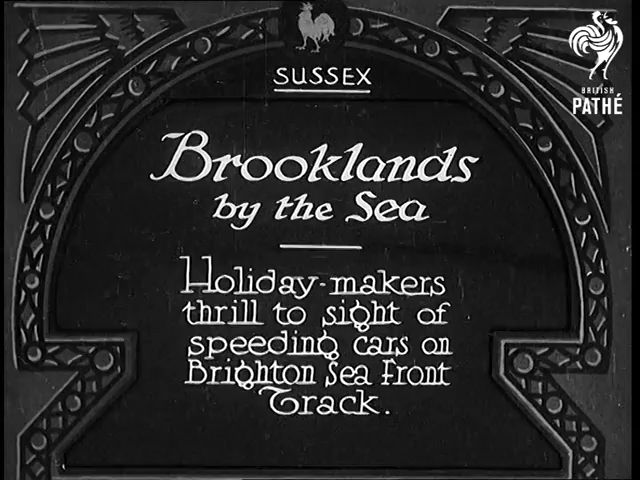 SUSSEX
BRITISH
PATHÉ
Brooklands
by the Sea
Holiday-makers
thrill to sight of
speeding cars on
Brighton Sea Front
Track.